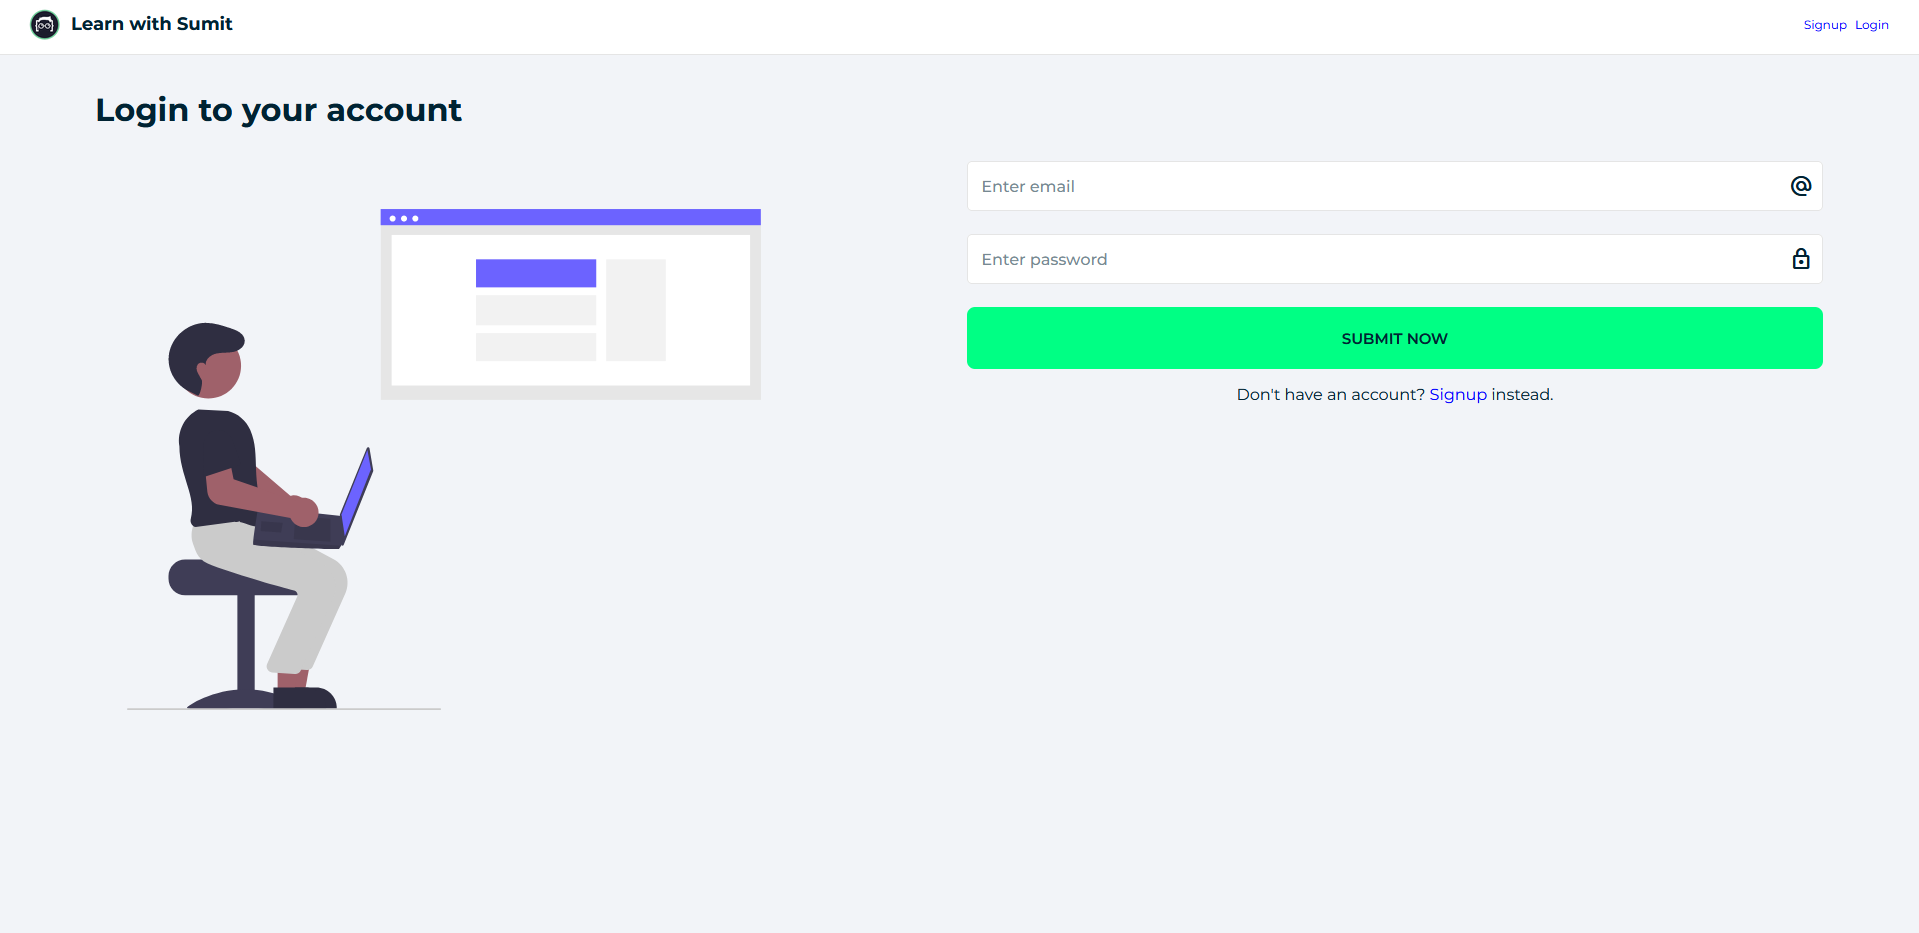 Learn with Sumit
Signup Login
Login to your account
Enter email
Enter password
SUBMIT NOW
Don't have an account? Signup instead.